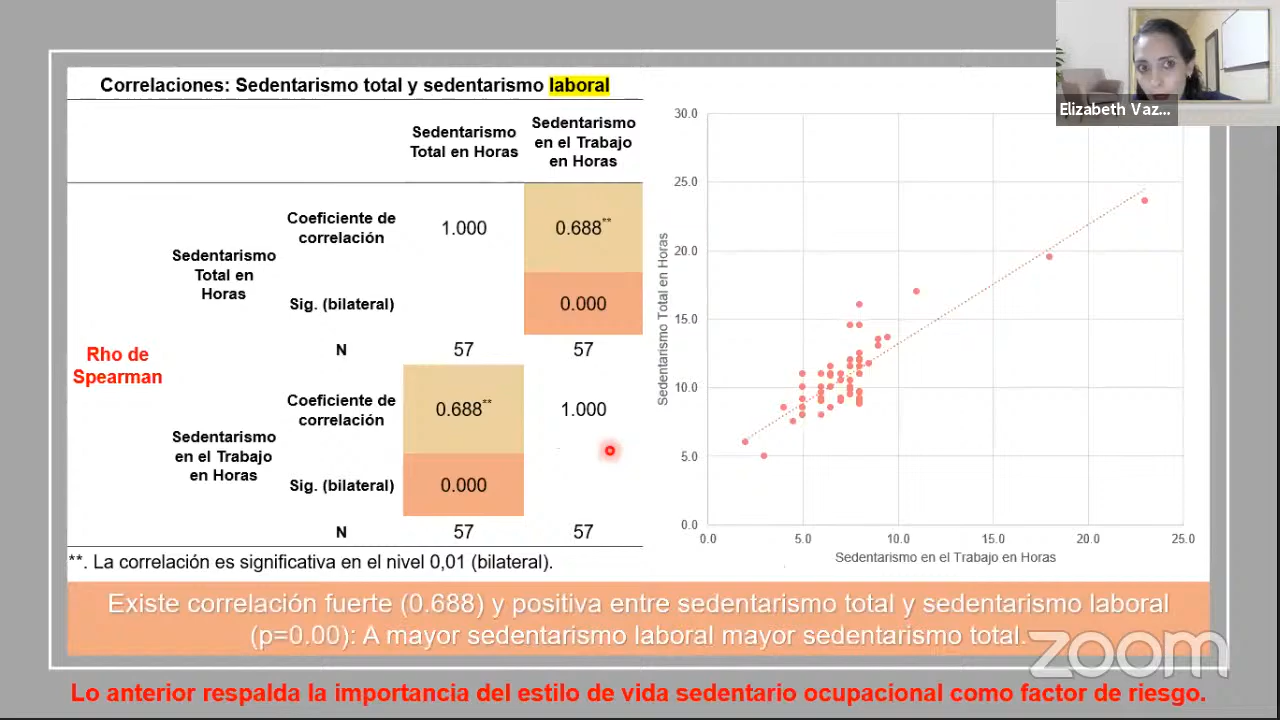 Elizabeth Vaz...
Correlaciones: Sedentarismo total y sedentarismo laboral
Sedentarismo
Total en Horas
Sedentarismo
en el Trabajo
en Horas
Rho de
Spearman
Sedentarismo
Total en
Horas
Coeficiente de
correlación
1.000
0.688**
Sig. (bilateral)
0.000
N
57
57
Sedentarismo
en el Trabajo
en Horas
Coeficiente de
correlación
0.688**
1.000
Sig. (bilateral)
0.000
N
57
57
**. La correlación es significativa en el nivel 0,01 (bilateral).
Sedentarismo Total en Horas
30.0
25.0
20.0
15.0
10.0
5.0
0.0
0.0 5.0 10.0 15.0 20.0 25.0
Sedentarismo en el Trabajo en Horas
Existe correlación fuerte (0.688) y positiva entre sedentarismo total y sedentarismo laboral
(p=0.00): A mayor sedentarismo laboral mayor sedentarismo total.
zoom
Lo anterior respalda la importancia del estilo de vida sedentario ocupacional como factor de riesgo.